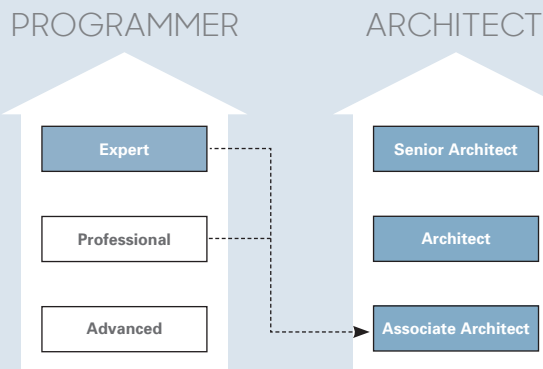 PROGRAMMER
Expert
Professional
Advanced
ARCHITECT
Senior Architect
Architect
Associate Architect